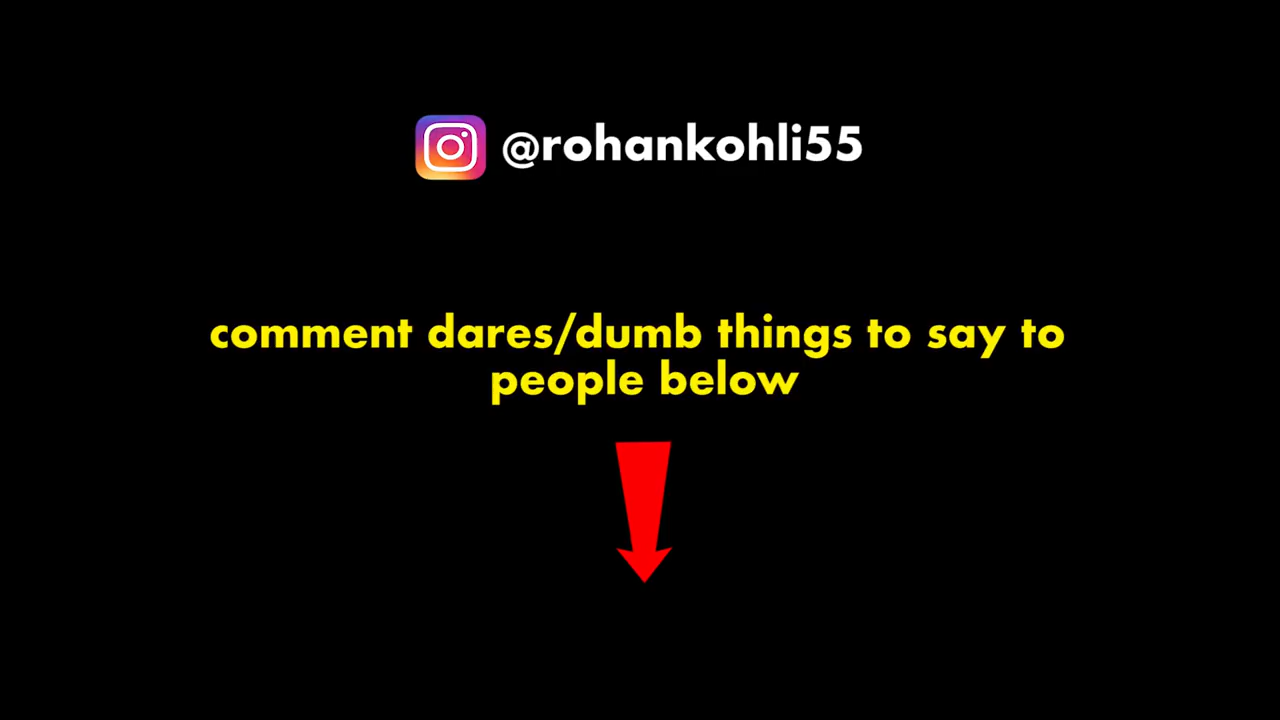 @rohankohli55
comment dares/dumb things to say to
people below